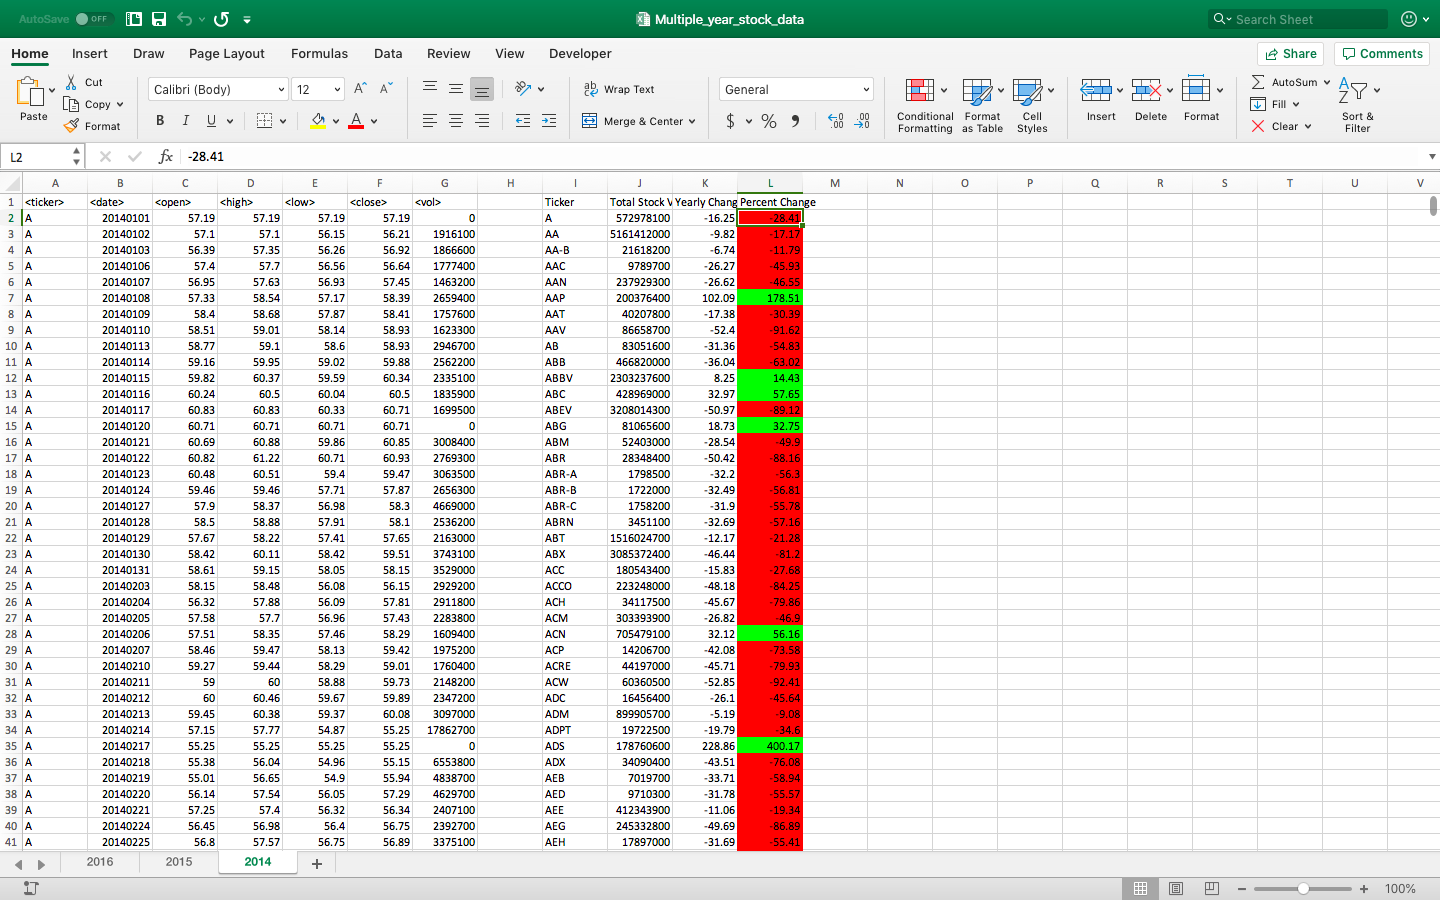 AutoSave OFF Multiple_year_stock_data Search Sheet
Home Insert Draw Page Layout Formulas Data Review View Developer Share Comments
Paste Cut Copy Format
Calibri (Body) 12 A A
B I U A
ab Wrap Text
Merge & Center
General
$ % .0 .00 .00 .0
Conditional Formatting Format as Table Cell Styles
Insert Delete Format
AutoSum Fill Clear Sort & Filter
L2 fx -28.41
A B C D E F G H I J K L M N O P Q R S T U V
1 <ticker> <date> <open> <high> <low> <close> <vol> Ticker Total Stock V Yearly Chang Percent Change
2 A 20140101 57.19 57.19 57.19 57.19 0 A 572978100 -16.25 -28.41
3 A 20140102 57.1 57.1 56.15 56.21 1916100 AA 5161412000 -9.82 -17.17
4 A 20140103 56.39 57.35 56.26 56.92 1866600 AA-B 21618200 -6.74 -11.79
5 A 20140106 57.4 57.7 56.56 56.64 1777400 AAC 9789700 -26.27 -45.93
6 A 20140107 56.95 57.63 56.93 57.45 1463200 AAN 237929300 -26.62 -46.55
7 A 20140108 57.33 58.54 57.17 58.39 2659400 AAP 200376400 102.09 178.51
8 A 20140109 58.4 58.68 57.87 58.41 1757600 AAT 40207800 -17.38 -30.39
9 A 20140110 58.51 59.01 58.14 58.93 1623300 AAV 86658700 -52.4 -91.62
10 A 20140113 58.77 59.1 58.6 58.93 2946700 AB 83051600 -31.36 -54.83
11 A 20140114 59.16 59.95 59.02 59.88 2562200 ABB 466820000 -36.04 -63.02
12 A 20140115 59.82 60.37 59.59 60.34 2335100 ABBV 2303237600 8.25 14.43
13 A 20140116 60.24 60.5 60.04 60.5 1835900 ABC 428969000 32.97 57.65
14 A 20140117 60.83 60.83 60.33 60.71 1699500 ABEV 3208014300 -50.97 -89.12
15 A 20140120 60.71 60.71 60.71 60.71 0 ABG 81065600 18.73 32.75
16 A 20140121 60.69 60.88 59.86 60.85 3008400 ABM 52403000 -28.54 -49.9
17 A 20140122 60.82 61.22 60.71 60.93 2769300 ABR 28348400 -50.42 -88.16
18 A 20140123 60.48 60.51 59.4 59.47 3063500 ABR-A 1798500 -32.2 -56.3
19 A 20140124 59.46 59.46 57.71 57.87 2656300 ABR-B 1722000 -32.49 -56.81
20 A 20140127 57.9 58.37 56.98 58.3 4669000 ABR-C 1758200 -31.9 -55.78
21 A 20140128 58.5 58.88 57.91 58.1 2536200 ABRN 3451100 -32.69 -57.16
22 A 20140129 57.67 58.22 57.41 57.65 2163000 ABT 1516024700 -12.17 -21.28
23 A 20140130 58.42 60.11 58.42 59.51 3743100 ABX 3085372400 -46.44 -81.2
24 A 20140131 58.61 59.15 58.05 58.15 3529000 ACC 180543400 -15.83 -27.68
25 A 20140203 58.15 58.48 56.08 56.15 2929200 ACCO 223248000 -48.18 -84.25
26 A 20140204 56.32 57.88 56.09 57.81 2911800 ACH 34117500 -45.67 -79.86
27 A 20140205 57.58 57.7 56.96 57.43 2283800 ACM 303393900 -26.82 -46.9
28 A 20140206 57.51 58.35 57.46 58.29 1609400 ACN 705479100 32.12 56.16
29 A 20140207 58.46 59.47 58.13 59.42 1975200 ACP 14206700 -42.08 -73.58
30 A 20140210 59.27 59.44 58.29 59.01 1760400 ACRE 44197000 -45.71 -79.93
31 A 20140211 59 60 58.88 59.73 2148200 ACW 60360500 -52.85 -92.41
32 A 20140212 60 60.46 59.67 59.89 2347200 ADC 16456400 -26.1 -45.64
33 A 20140213 59.45 60.38 59.37 60.08 3097000 ADM 899905700 -5.19 -9.08
34 A 20140214 57.15 57.77 54.87 55.25 17862700 ADPT 19722500 -19.79 -34.6
35 A 20140217 55.25 55.25 55.25 55.25 0 ADS 178760600 228.86 400.17
36 A 20140218 55.38 56.04 54.96 55.15 6553800 ADX 34090400 -43.51 -76.08
37 A 20140219 55.01 56.65 54.9 55.94 4838700 AEB 7019700 -33.71 -58.94
38 A 20140220 56.14 57.54 56.05 57.29 4629700 AED 9710300 -31.78 -55.57
39 A 20140221 57.25 57.4 56.32 56.34 2407100 AEE 412343900 -11.06 -19.34
40 A 20140224 56.45 56.98 56.4 56.75 2392700 AEG 245332800 -49.69 -86.89
41 A 20140225 56.8 57.57 56.75 56.89 3375100 AEH 17897000 -31.69 -55.41
2016 2015 2014 +
100%